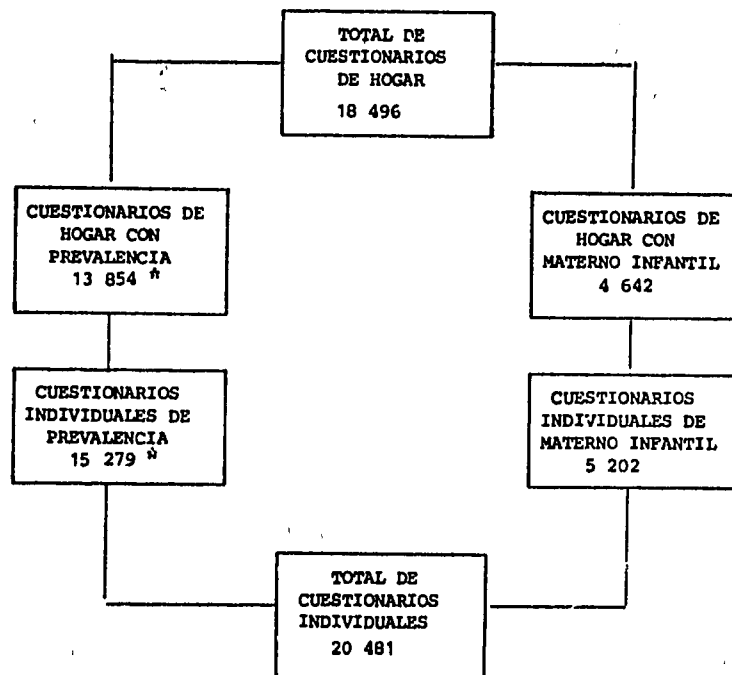 TOTAL DE
CUESTIONARIOS
DE HOGAR
18 496
CUESTIONARIOS DE
HOGAR CON
PREVALENCIA
13 854 *
CUESTIONARIOS DE
HOGAR CON
MATERNO INFANTIL
4 642
CUESTIONARIOS
INDIVIDUALES DE
PREVALENCIA
15 279 *
CUESTIONARIOS
INDIVIDUALES DE
MATERNO INFANTIL
5 202
TOTAL DE
CUESTIONARIOS
INDIVIDUALES
20 481